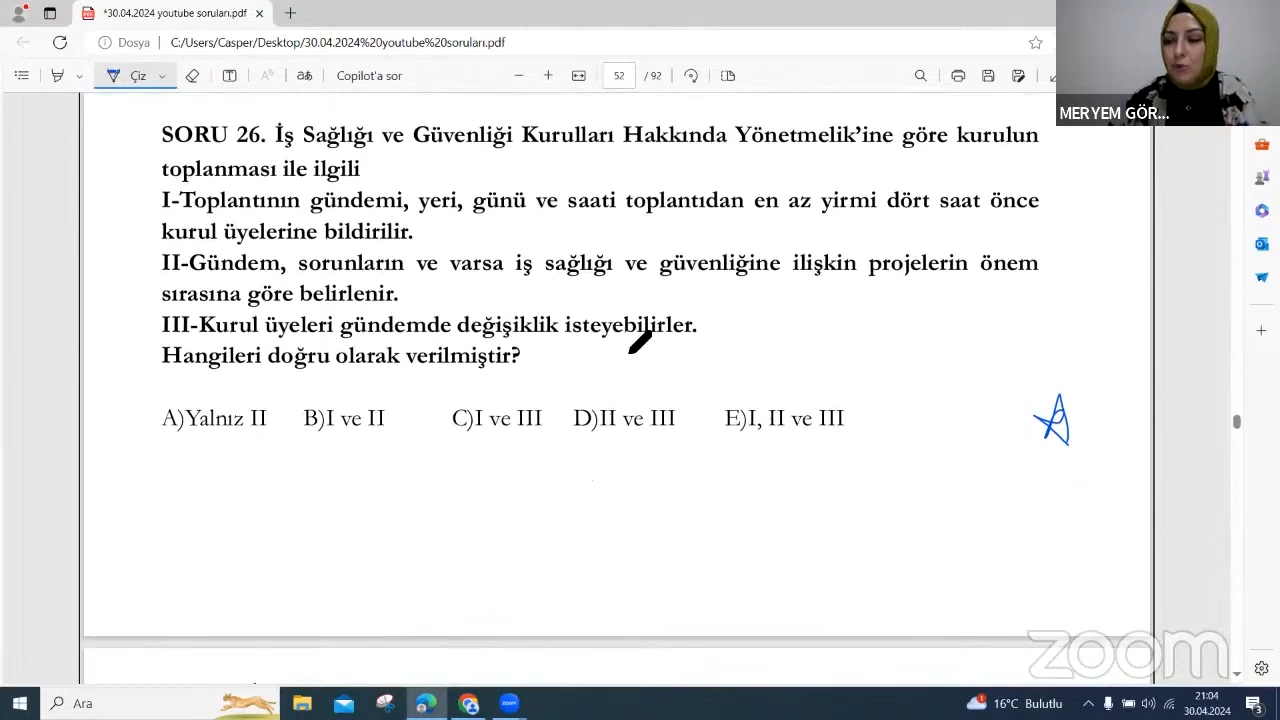 *30.04.2024 youtube soruları.pdf
Dosya C:/Users/Casper/Desktop/30.04.2024%20youtube%20soruları.pdf
Çiz Copilot'a sor 52 / 92
MERYEM GÖR...
SORU 26. İş Sağlığı ve Güvenliği Kurulları Hakkında Yönetmelik'ine göre kurulun
toplanması ile ilgili
I-Toplantının gündemi, yeri, günü ve saati toplantıdan en az yirmi dört saat önce
kurul üyelerine bildirilir.
II-Gündem, sorunların ve varsa iş sağlığı ve güvenliğine ilişkin projelerin önem
sırasına göre belirlenir.
III-Kurul üyeleri gündemde değişiklik isteyebilirler.
Hangileri doğru olarak verilmiştir?
A)Yalnız II B)I ve II C)I ve III D)II ve III E)I, II ve III
zoom
Ara zoom 1 16°C Bulutlu 21:04
30.04.2024 3